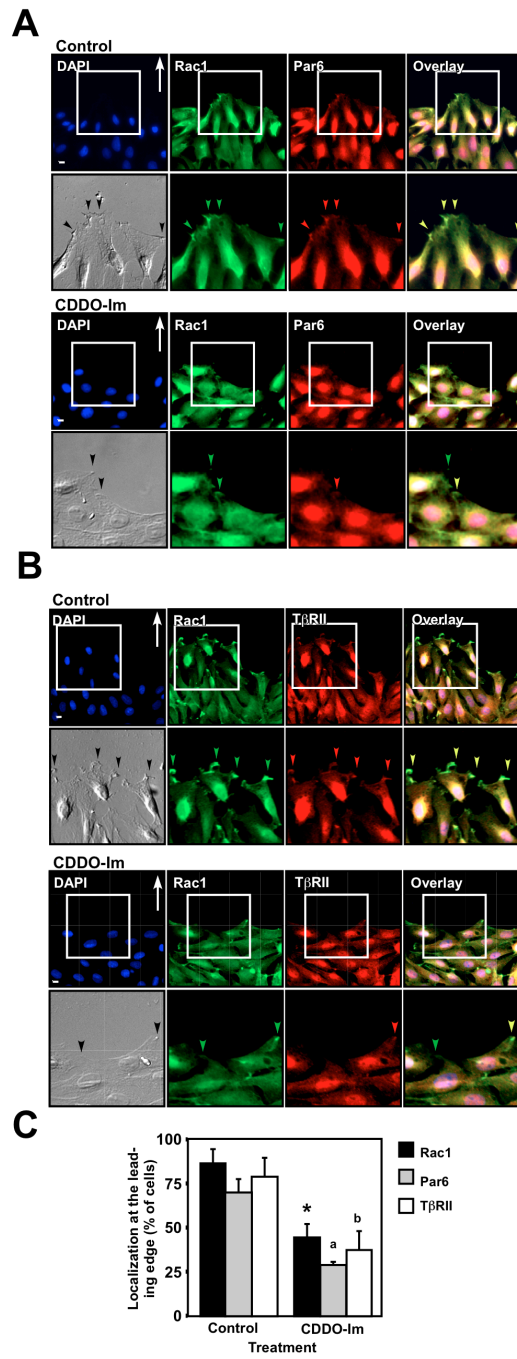 A
Control
DAPI Rac1 Par6 Overlay
CDDO-Im
DAPI Rac1 Par6 Overlay
B
Control
DAPI Rac1 TβRII Overlay
CDDO-Im
DAPI Rac1 TβRII Overlay
C
Localization at the lead-
ing edge (% of cells)
100
75
50
25
0
* a b
Rac1
Par6
TβRII
Control CDDO-Im
Treatment